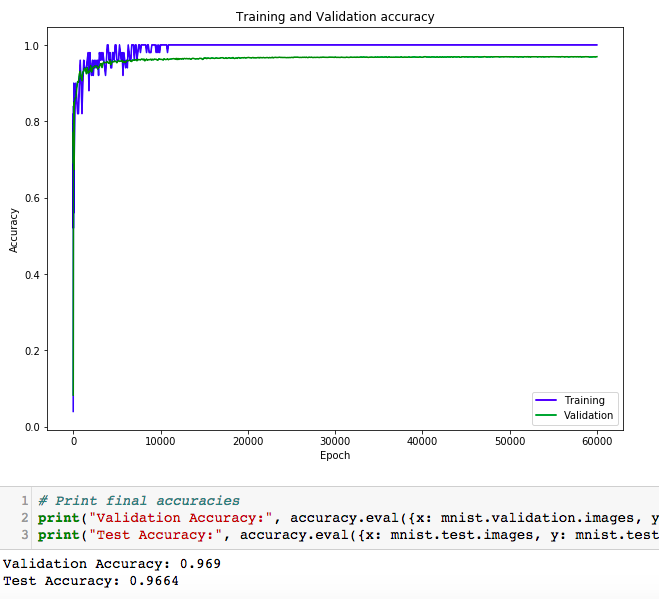 Training and Validation accuracy
1.0
0.8
0.6
0.4
0.2
0.0
Accuracy
0
10000
20000
30000
40000
50000
60000
Epoch
Training
Validation
1 # Print final accuracies
2 print("Validation Accuracy:", accuracy.eval({x: mnist.validation.images, y
3 print("Test Accuracy:", accuracy.eval({x: mnist.test.images, y: mnist.test
Validation Accuracy: 0.969
Test Accuracy: 0.9664